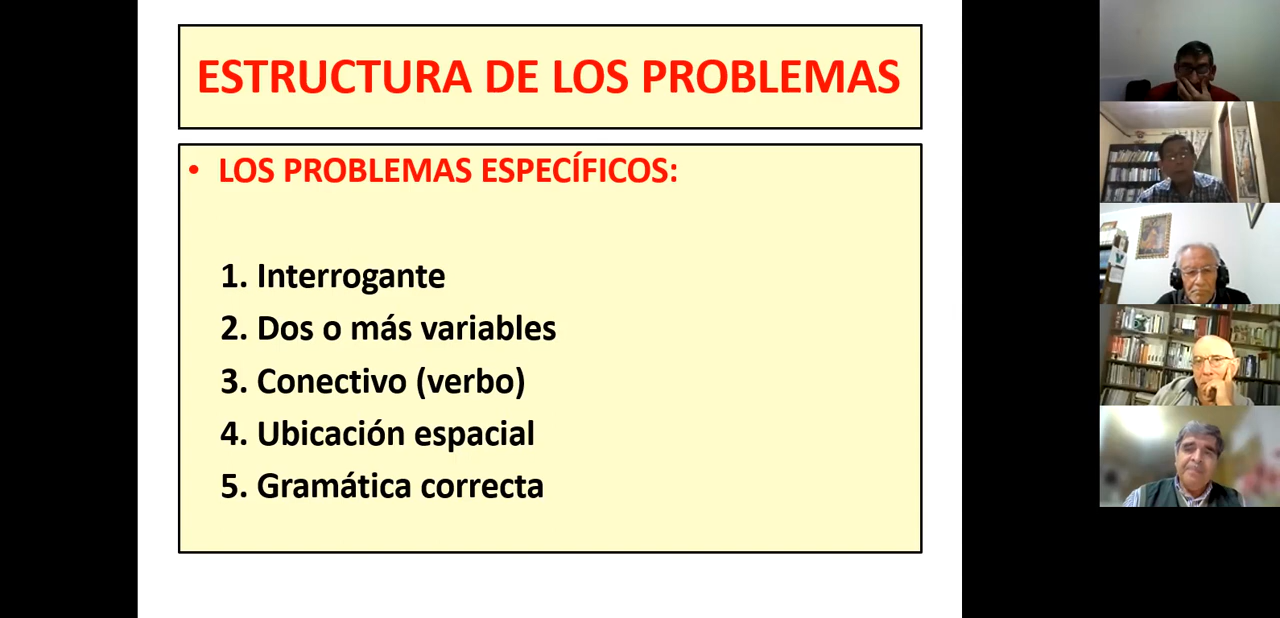 ESTRUCTURA DE LOS PROBLEMAS
• LOS PROBLEMAS ESPECÍFICOS:
1. Interrogante
2. Dos o más variables
3. Conectivo (verbo)
4. Ubicación espacial
5. Gramática correcta